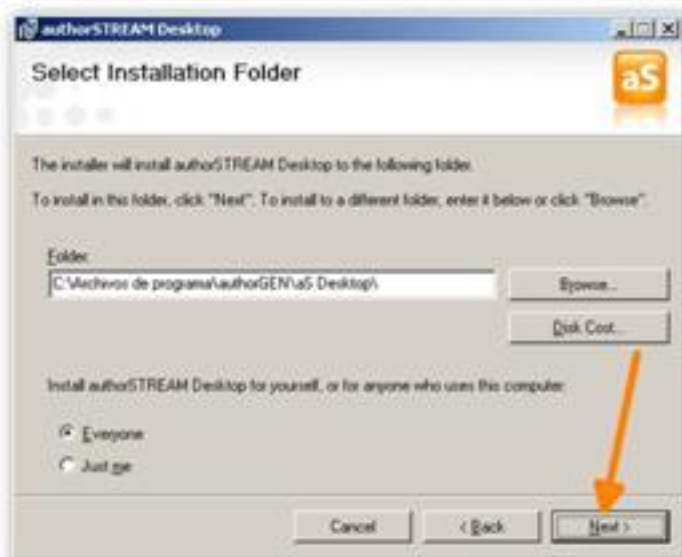 authorSTREAM Desktop
Select Installation Folder
aS
The installer will install authorSTREAM Desktop to the following folder.
To install in this folder, click "Next". To install to a different folder, enter it below or click "Browse".
Folder:
C:\Archivos de programa\authorGEN\aS Desktop\
Browse...
Disk Cost...
Install authorSTREAM Desktop for yourself, or for anyone who uses this computer:
Everyone
Just me
Cancel
< Back
Next >